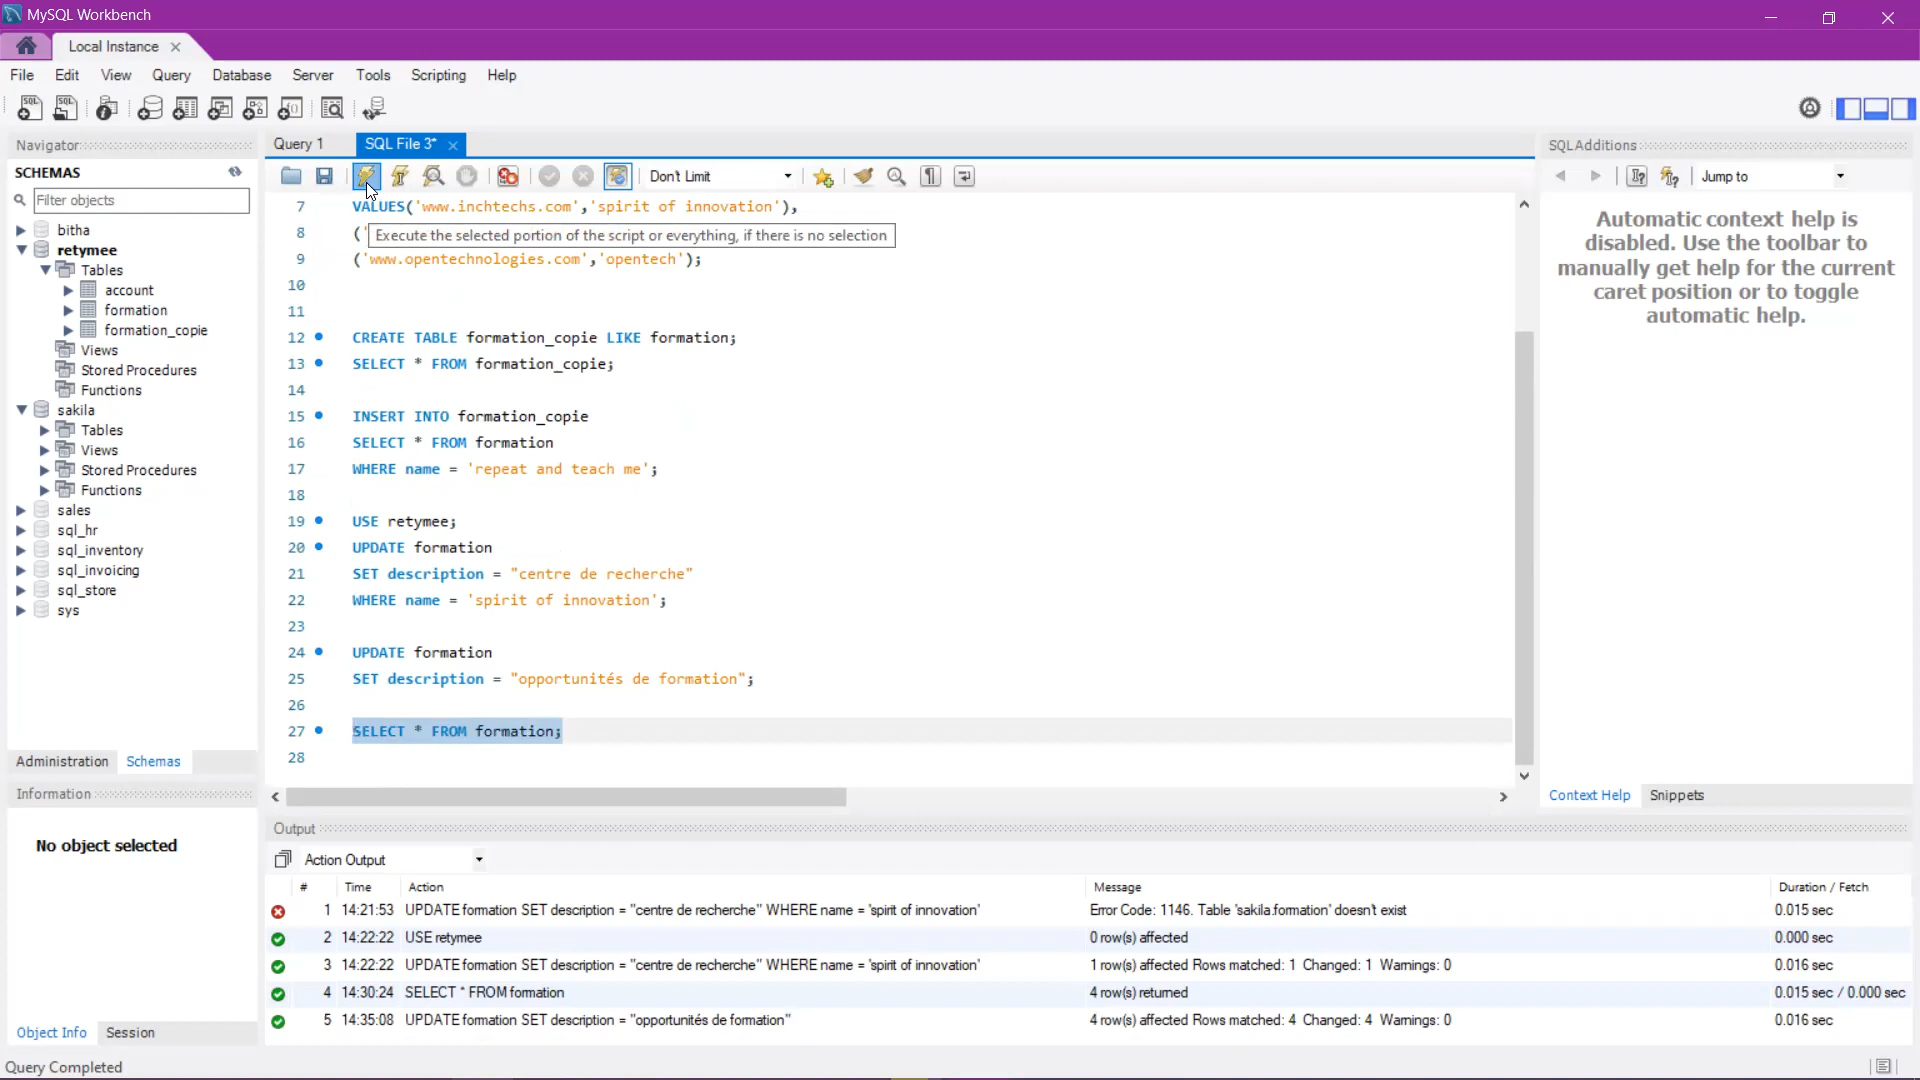 MySQL Workbench
Local Instance
File Edit View Query Database Server Tools Scripting Help
Navigator
SCHEMAS
Filter objects
bitha
retymee
Tables
account
formation
formation_copie
Views
Stored Procedures
Functions
sakila
Tables
Views
Stored Procedures
Functions
sales
sql_hr
sql_inventory
sql_invoicing
sql_store
sys
Administration Schemas
Information
No object selected
Object Info Session
Query 1 SQL File 3*
Don't Limit
7 VALUES('www.inchtechs.com','spirit of innovation'),
8 ('
Execute the selected portion of the script or everything, if there is no selection
9 ('www.opentechnologies.com','opentech');
10
11
12 CREATE TABLE formation_copie LIKE formation;
13 SELECT * FROM formation_copie;
14
15 INSERT INTO formation_copie
16 SELECT * FROM formation
17 WHERE name = 'repeat and teach me';
18
19 USE retymee;
20 UPDATE formation
21 SET description = "centre de recherche"
22 WHERE name = 'spirit of innovation';
23
24 UPDATE formation
25 SET description = "opportunités de formation";
26
27 SELECT * FROM formation;
28
SQLAdditions
Jump to
Automatic context help is
disabled. Use the toolbar to
manually get help for the current
caret position or to toggle
automatic help.
Context Help Snippets
Output
Action Output
# Time Action Message Duration / Fetch
1 14:21:53 UPDATE formation SET description = "centre de recherche" WHERE name = 'spirit of innovation' Error Code: 1146. Table 'sakila.formation' doesn't exist 0.015 sec
2 14:22:22 USE retymee 0 row(s) affected 0.000 sec
3 14:22:22 UPDATE formation SET description = "centre de recherche" WHERE name = 'spirit of innovation' 1 row(s) affected Rows matched: 1 Changed: 1 Warnings: 0 0.016 sec
4 14:30:24 SELECT * FROM formation 4 row(s) returned 0.015 sec / 0.000 sec
5 14:35:08 UPDATE formation SET description = "opportunités de formation" 4 row(s) affected Rows matched: 4 Changed: 4 Warnings: 0 0.016 sec
Query Completed